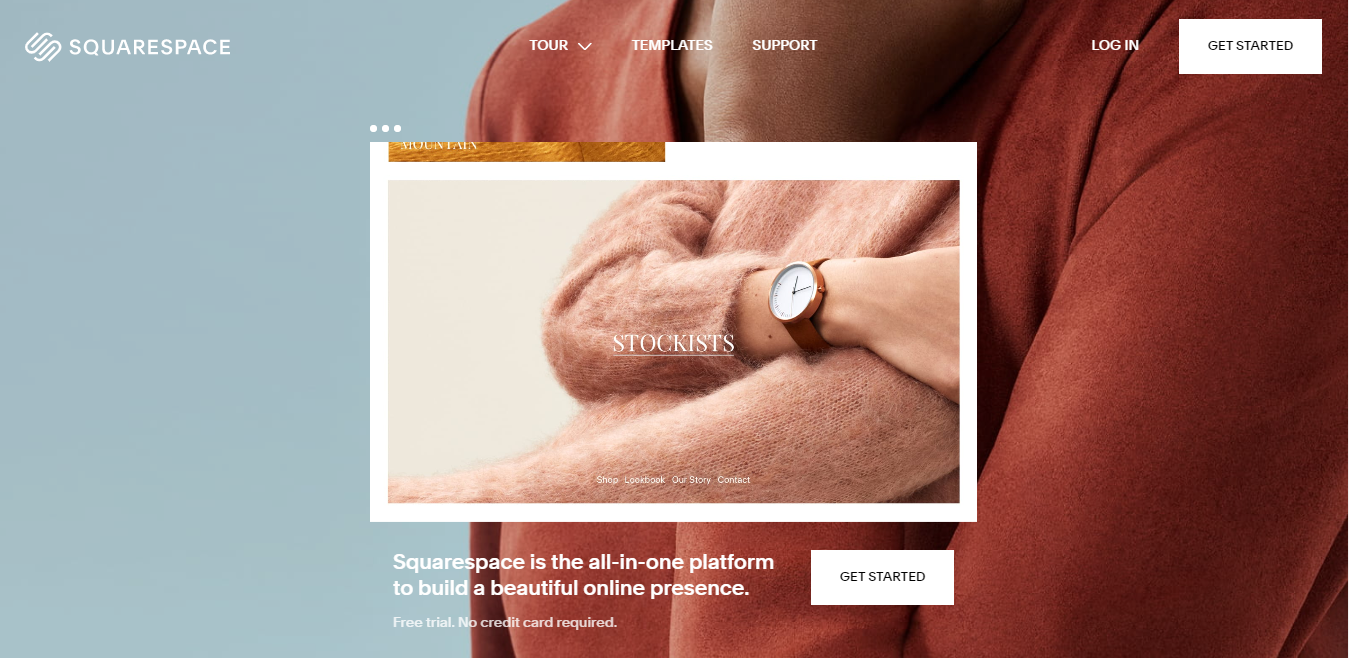 SQUARESPACE
TOUR
TEMPLATES
SUPPORT
LOG IN
GET STARTED
MOUNTAIN
STOCKISTS
Shop Lookbook Our Story Contact
Squarespace is the all-in-one platform
to build a beautiful online presence.
GET STARTED
Free trial. No credit card required.